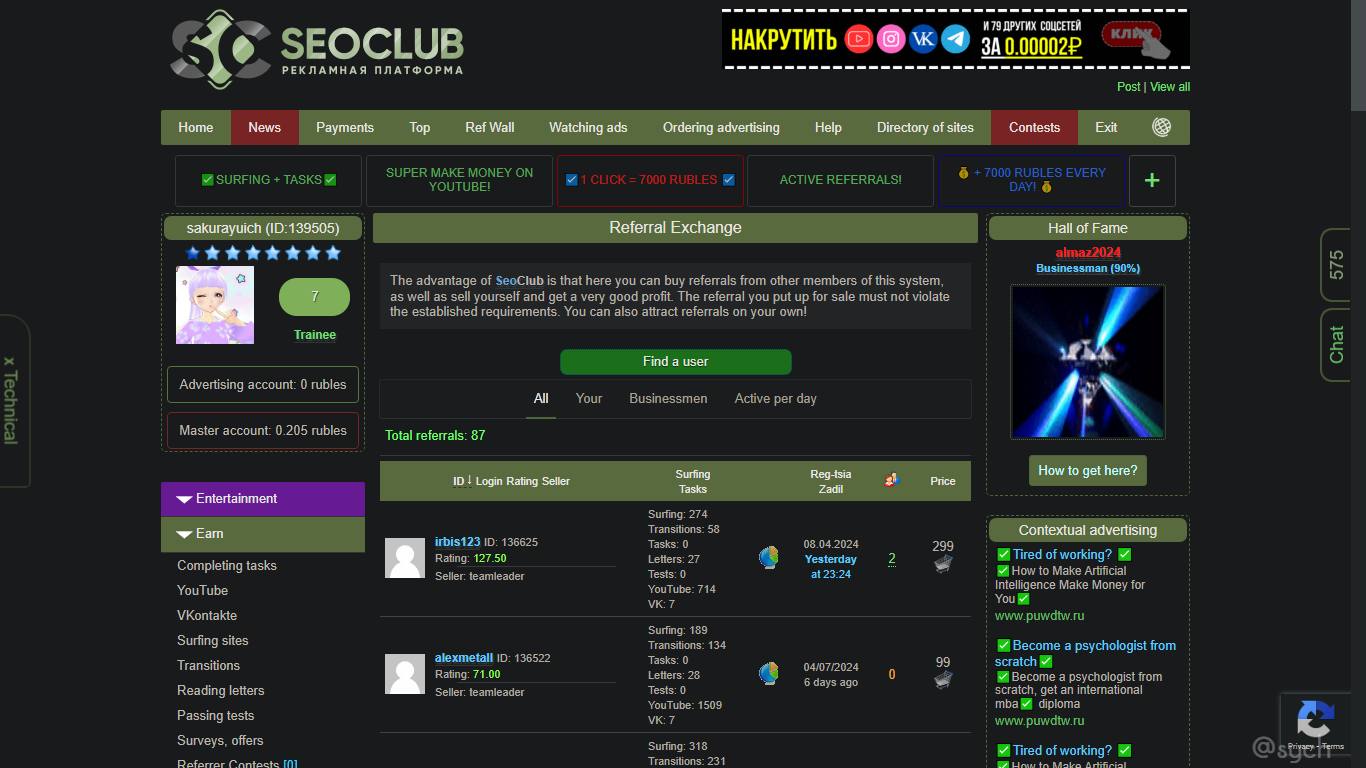 SEOCLUB
РЕКЛАМНАЯ ПЛАТФОРМА
НАКРУТИТЬ
И 79 ДРУГИХ СОЦСЕТЕЙ
ЗА 0.00002₽
КЛИК
Post | View all
Home News Payments Top Ref Wall Watching ads Ordering advertising Help Directory of sites Contests Exit
✅SURFING + TASKS✅
SUPER MAKE MONEY ON
YOUTUBE!
☑ 1 CLICK = 7000 RUBLES ☑
ACTIVE REFERRALS!
💰 + 7000 RUBLES EVERY
DAY! 💰
+
sakurayuich (ID:139505)
7
Trainee
Advertising account: 0 rubles
Master account: 0.205 rubles
Entertainment
Earn
Completing tasks
YouTube
VKontakte
Surfing sites
Transitions
Reading letters
Passing tests
Surveys, offers
Referrer Contests [0]
x Technical
Referral Exchange
The advantage of SeoClub is that here you can buy referrals from other members of this system,
as well as sell yourself and get a very good profit. The referral you put up for sale must not violate
the established requirements. You can also attract referrals on your own!
Find a user
All Your Businessmen Active per day
Total referrals: 87
ID ↓ Login Rating Seller
Surfing
Tasks
Reg-tsia
Zadil
Price
irbis123 ID: 136625
Rating: 127.50
Seller: teamleader
Surfing: 274
Transitions: 58
Tasks: 0
Letters: 27
Tests: 0
YouTube: 714
VK: 7
08.04.2024
Yesterday
at 23:24
2
299
alexmetall ID: 136522
Rating: 71.00
Seller: teamleader
Surfing: 189
Transitions: 134
Tasks: 0
Letters: 28
Tests: 0
YouTube: 1509
VK: 7
04/07/2024
6 days ago
0
99
Surfing: 318
Transitions: 231
Hall of Fame
almaz2024
Businessman (90%)
How to get here?
Contextual advertising
✅ Tired of working? ✅
✅How to Make Artificial
Intelligence Make Money for
You✅
www.puwdtw.ru
✅Become a psychologist from
scratch✅
✅Become a psychologist from
scratch, get an international
mba✅ diploma
www.puwdtw.ru
✅ Tired of working? ✅
✅How to Make Artificial
575
Chat
Privacy - Terms
@sych